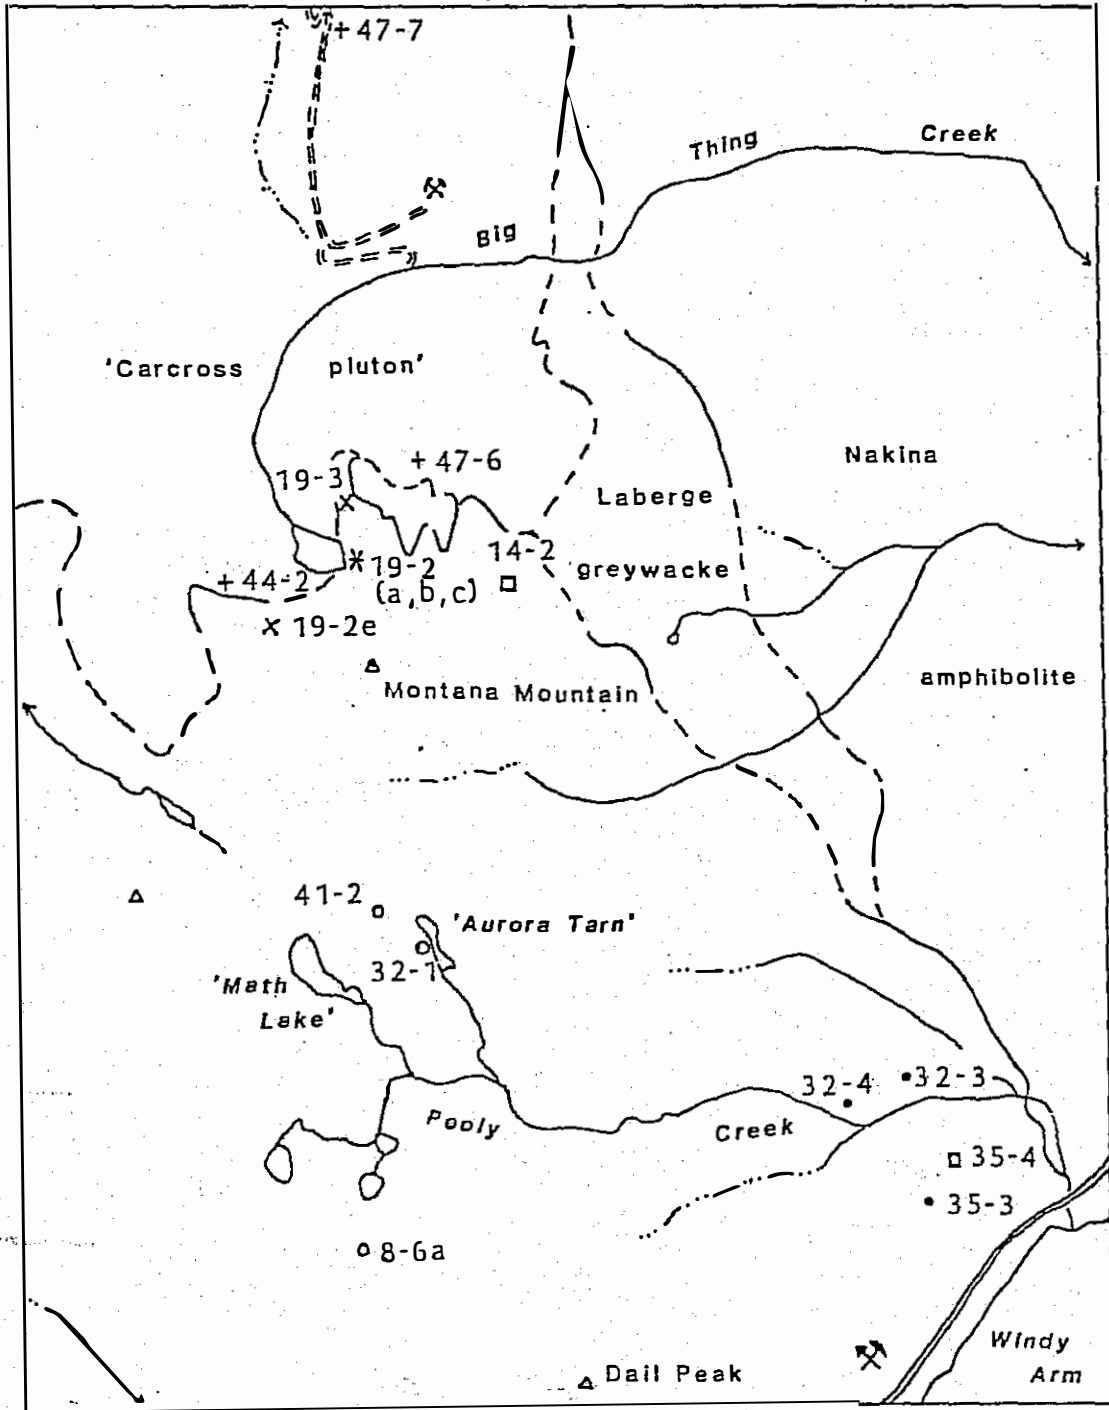 + 47-7
Thing Creek
Big
'Carcross pluton'
Nakina
+ 47-6
19-3
Laberge
14-2
greywacke
19-2
(a,b,c)
+ 44-2
x 19-2e
amphibolite
Montana Mountain
41-2
'Aurora Tarn'
32-1
'Math
Lake'
32-4
32-3
Pooly Creek
35-4
35-3
8-6a
Windy
Arm
Dail Peak